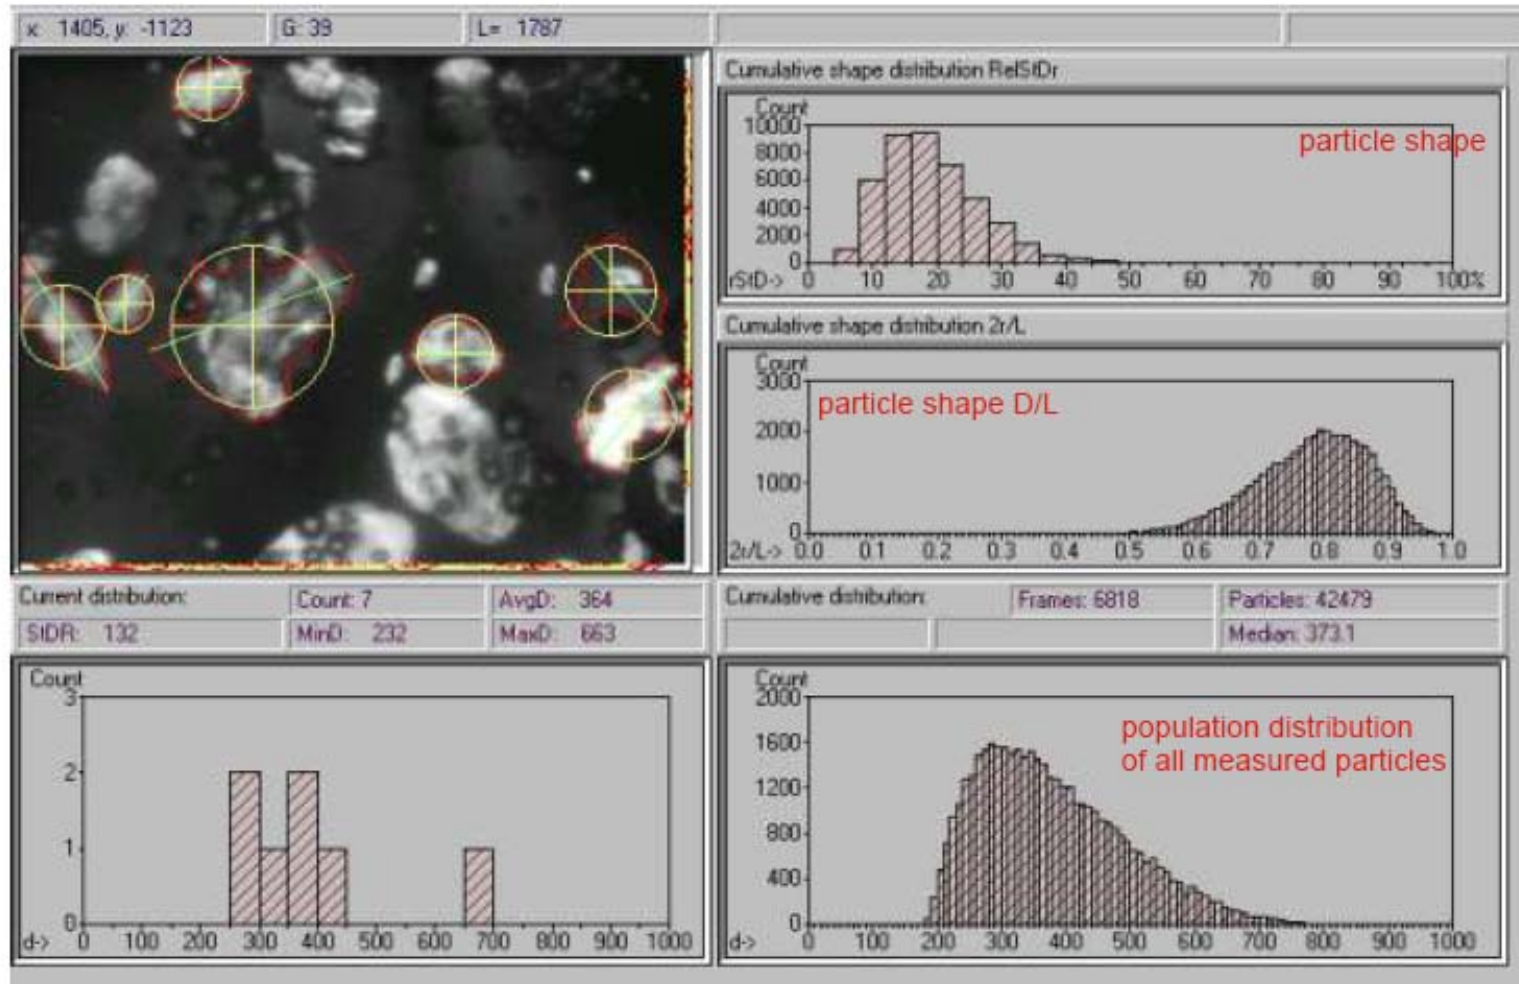 x: 1405, y: -1123 G: 39 L= 1787
Cumulative shape distribution RelStDr
Count
10000
8000
6000
4000
2000
0
particle shape
rStD-> 10 20 30 40 50 60 70 80 90 100%
Cumulative shape distribution 2r/L
Count
3000
2000
1000
0
particle shape D/L
2r/L-> 0.0 0.1 0.2 0.3 0.4 0.5 0.6 0.7 0.8 0.9 1.0
Current distribution: Count: 7 AvgD: 364
StDR: 132 MinD: 232 MaxD: 663
Count
3
2
1
0
d-> 0 100 200 300 400 500 600 700 800 900 1000
Cumulative distribution: Frames: 6818 Particles: 42479
Median: 373.1
Count
2000
1600
1200
800
400
0
population distribution
of all measured particles
d-> 0 100 200 300 400 500 600 700 800 900 1000